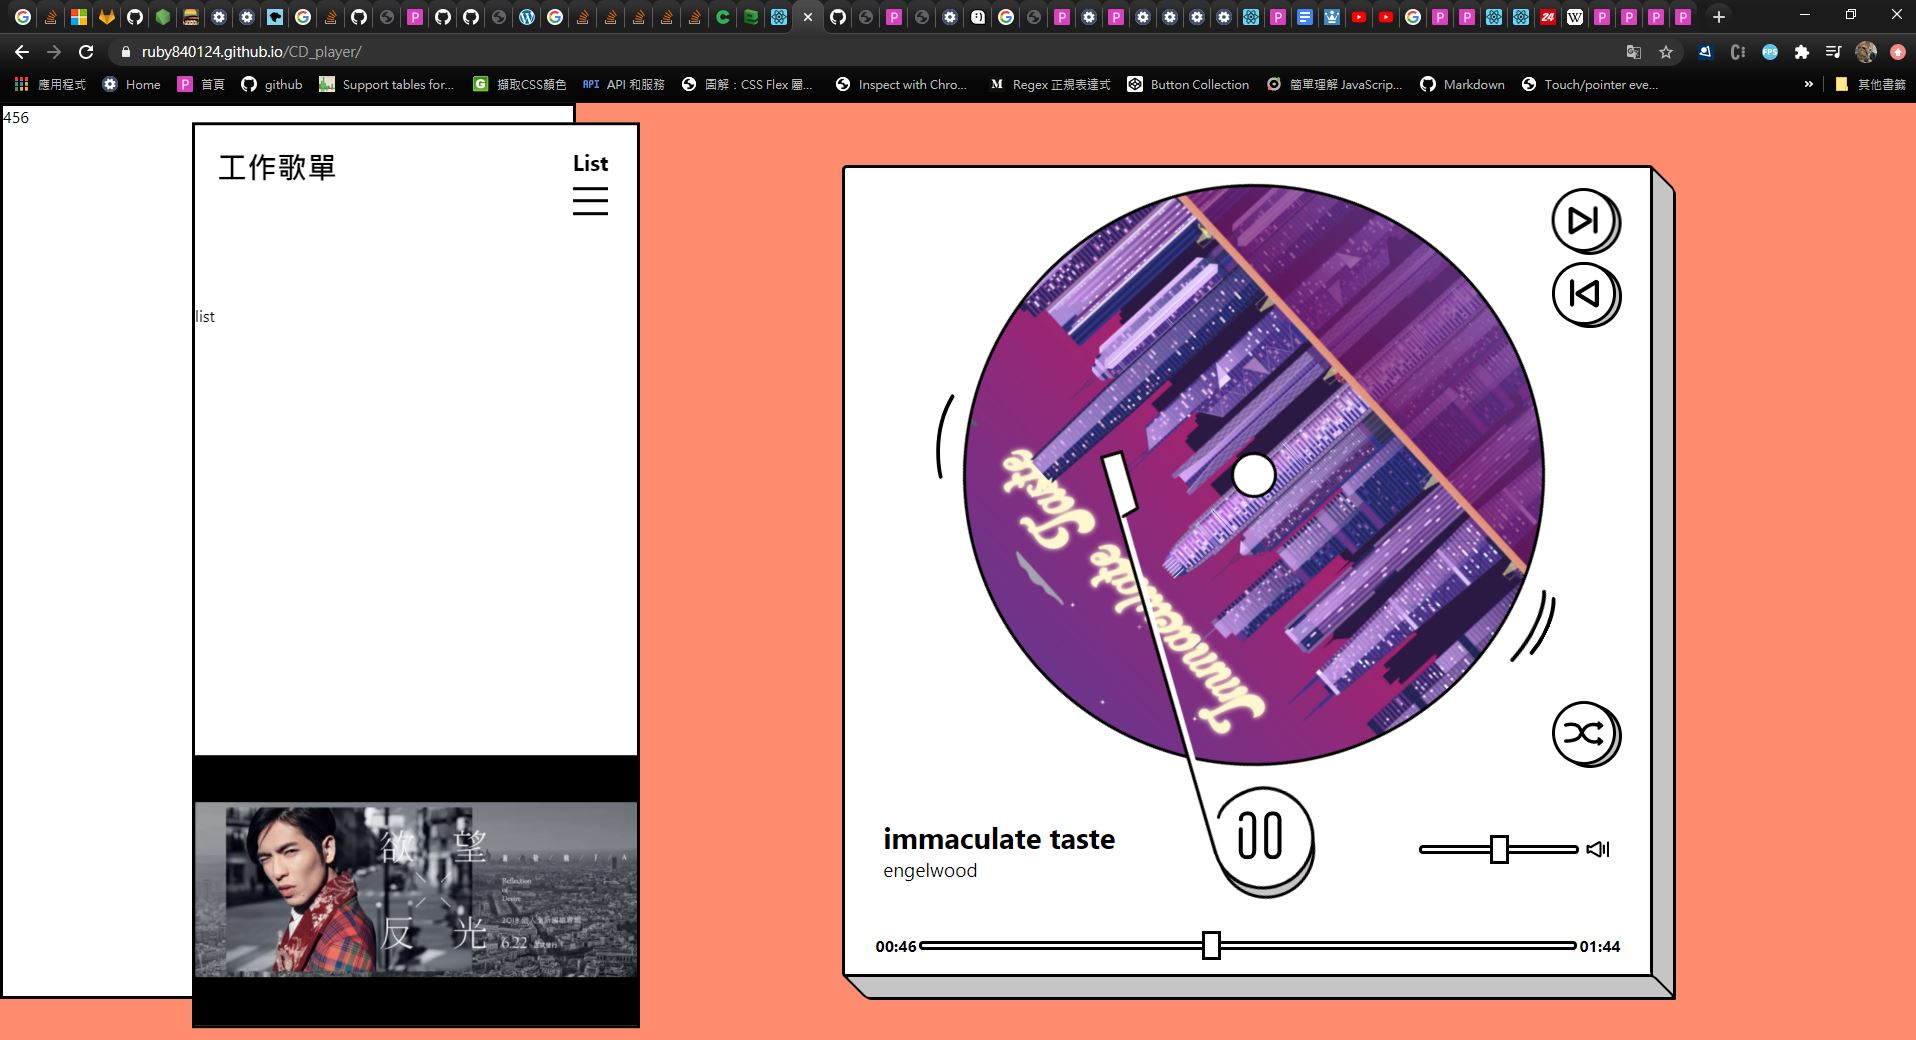 ruby840124.github.io/CD_player/
應用程式
Home
首頁
github
Support tables for...
擷取CSS顏色
API 和服務
圖解：CSS Flex 屬...
Inspect with Chro...
Regex 正規表達式
Button Collection
簡單理解 JavaScrip...
Markdown
Touch/pointer eve...
»
其他書籤
456
工作歌單
List
list
欲望
反光
Reflection
of
Desire
6.22
Immaculate Taste
immaculate taste
engelwood
00:46
01:44